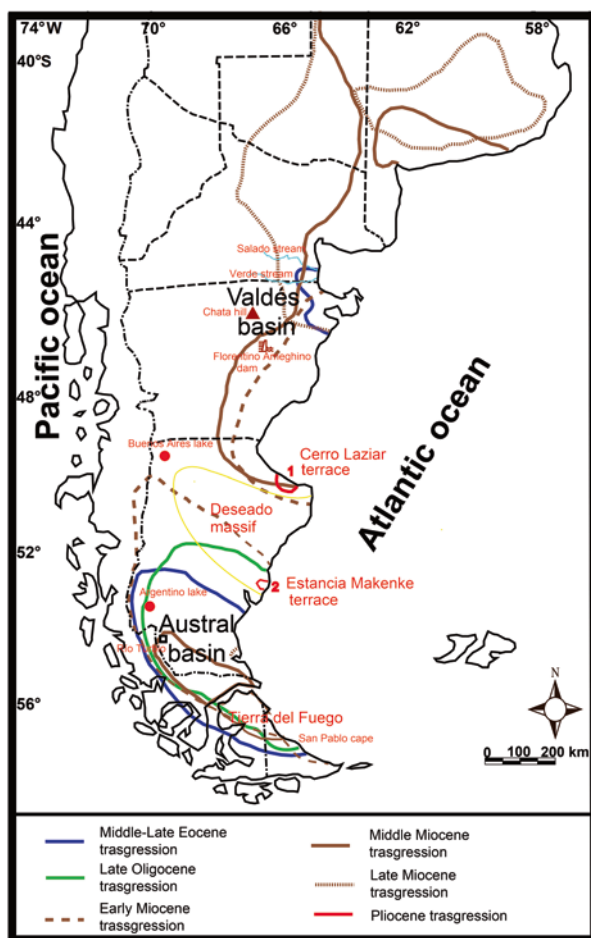 74°W 70° 66° 62° 58°
40°S
44°
Salado stream
Verde stream
Valdés
basin
Chata hill
Florentino Ameghino
dam
Pacific ocean
Atlantic ocean
48°
Buenos Aires lake
1
Cerro Laziar
terrace
Deseado
massif
52°
2
Estancia Makenke
terrace
Argentino lake
Austral
basin
56°
Tierra del Fuego
San Pablo cape
N
0 100 200 km
Middle-Late Eocene
trasgression
Late Oligocene
trasgression
Early Miocene
trassgression
Middle Miocene
trasgression
Late Miocene
trasgression
Pliocene trasgression